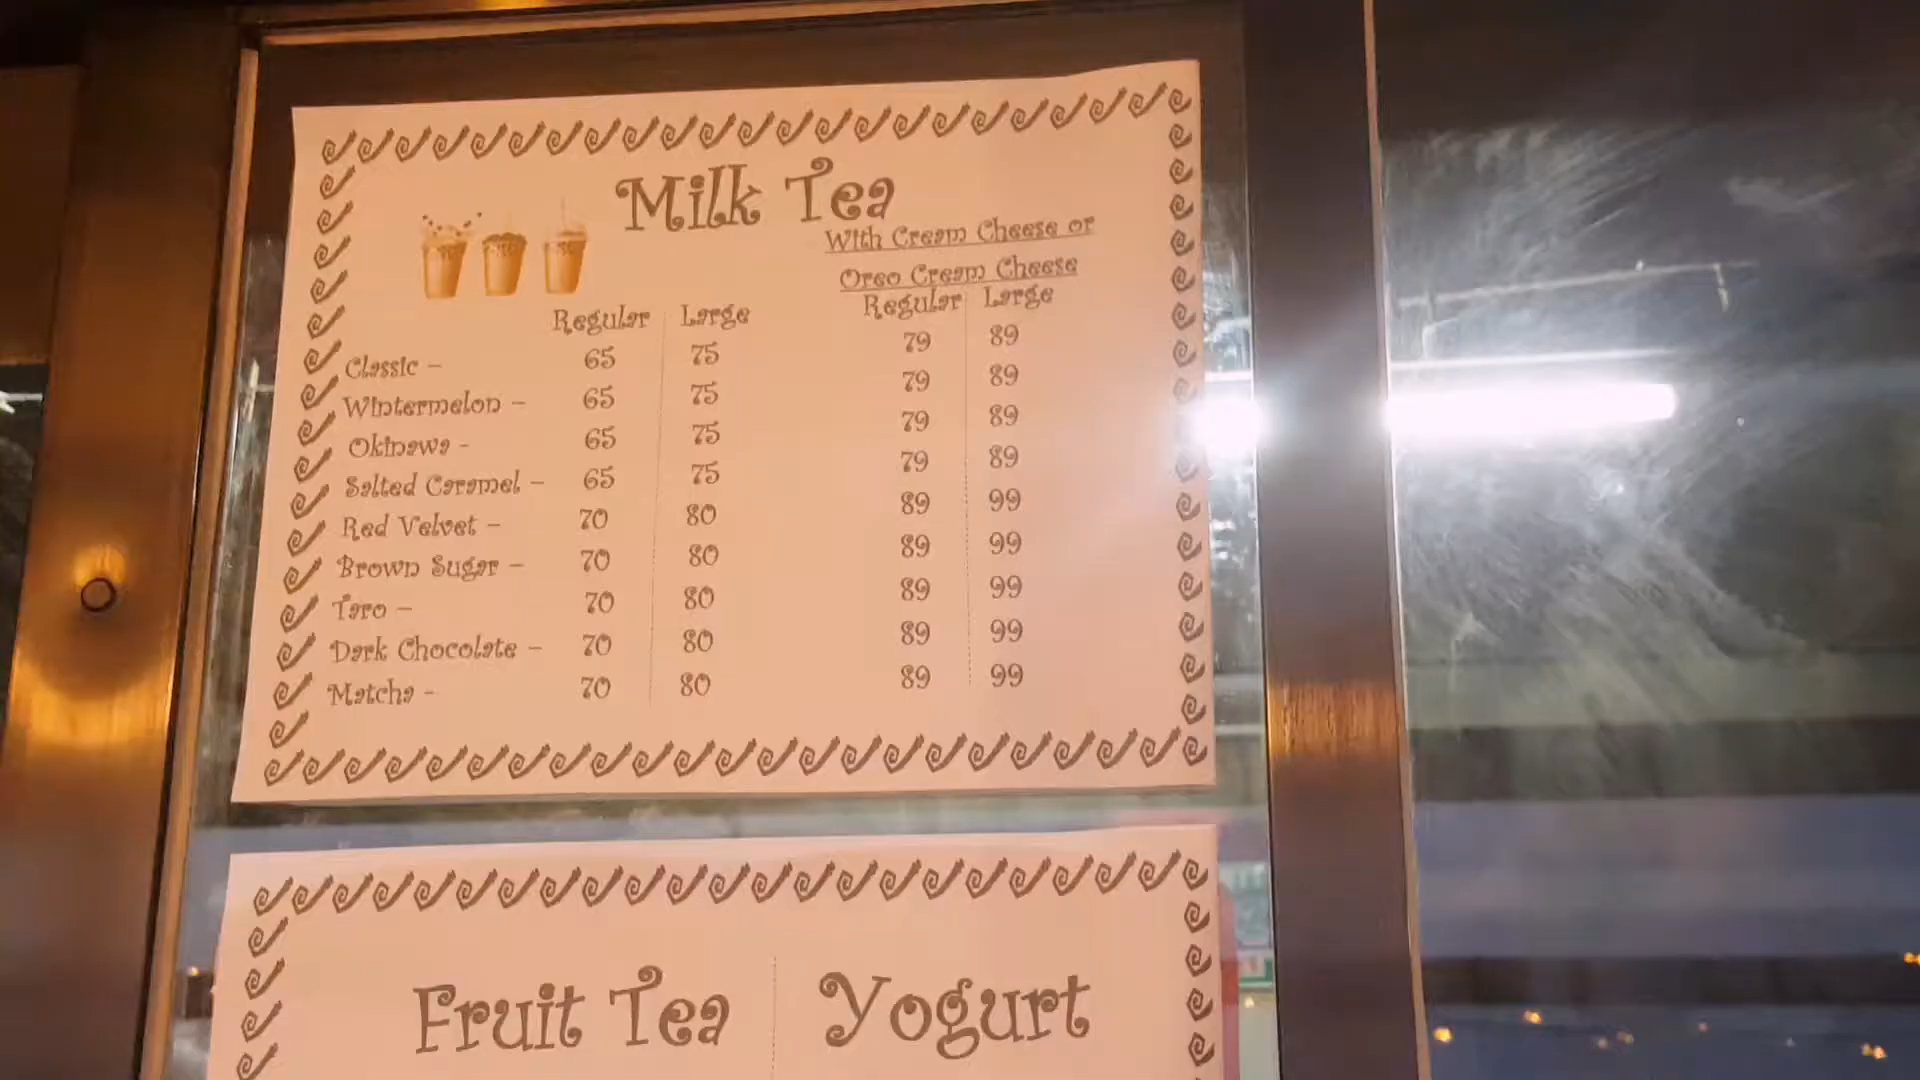 Milk Tea
With Cream Cheese or
Oreo Cream Cheese
Regular Large Regular Large
Classic – 65 75 79 89
Wintermelon – 65 75 79 89
Okinawa - 65 75 79 89
Salted Caramel – 65 75 79 89
Red Velvet – 70 80 89 99
Brown Sugar – 70 80 89 99
Taro – 70 80 89 99
Dark Chocolate – 70 80 89 99
Matcha - 70 80 89 99
Fruit Tea Yogurt